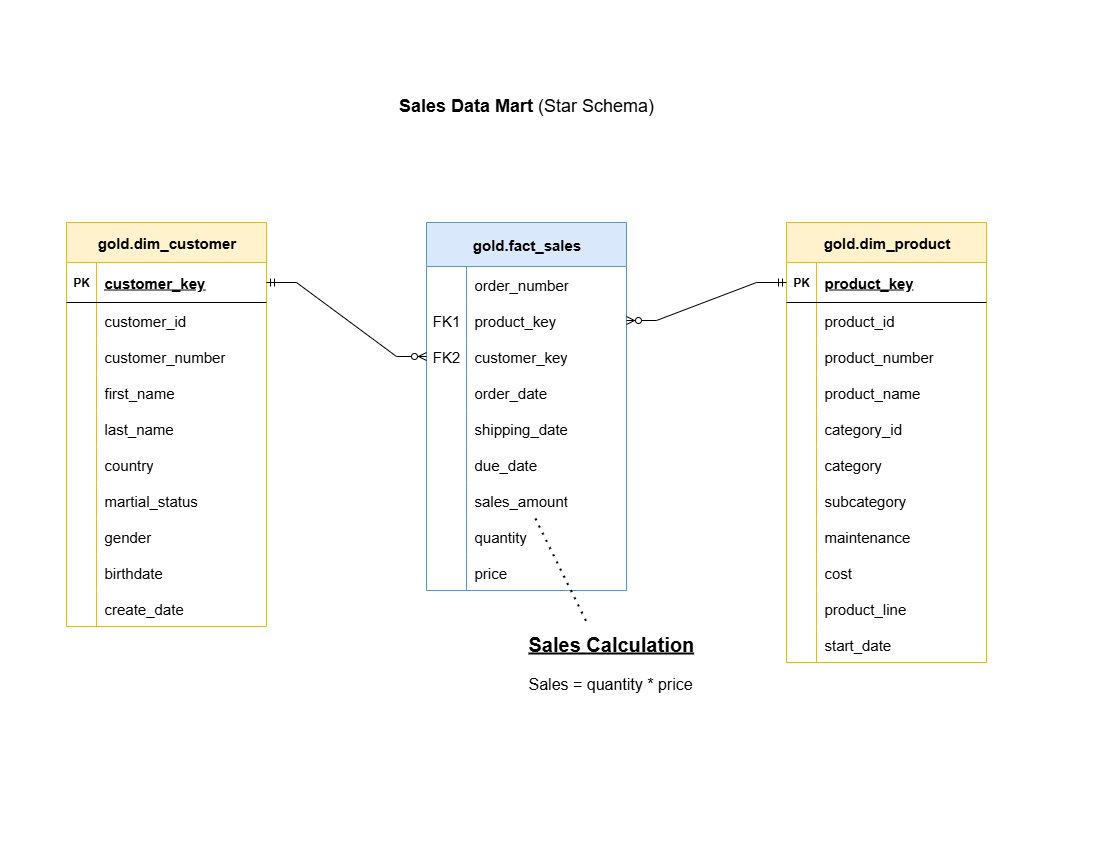 Sales Data Mart (Star Schema)
gold.dim_customer
PK customer_key
customer_id
customer_number
first_name
last_name
country
martial_status
gender
birthdate
create_date
gold.fact_sales
order_number
FK1 product_key
FK2 customer_key
order_date
shipping_date
due_date
sales_amount
quantity
price
Sales Calculation
Sales = quantity * price
gold.dim_product
PK product_key
product_id
product_number
product_name
category_id
category
subcategory
maintenance
cost
product_line
start_date